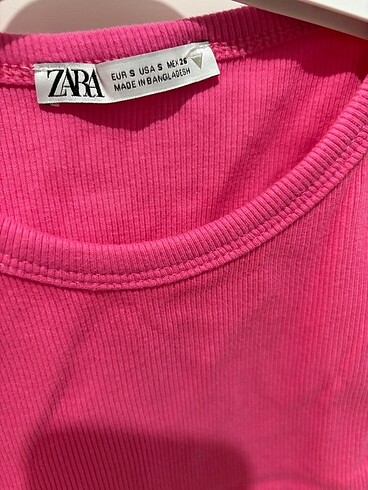 ZARA
EUR S USA S MEX 26
MADE IN BANGLADESH